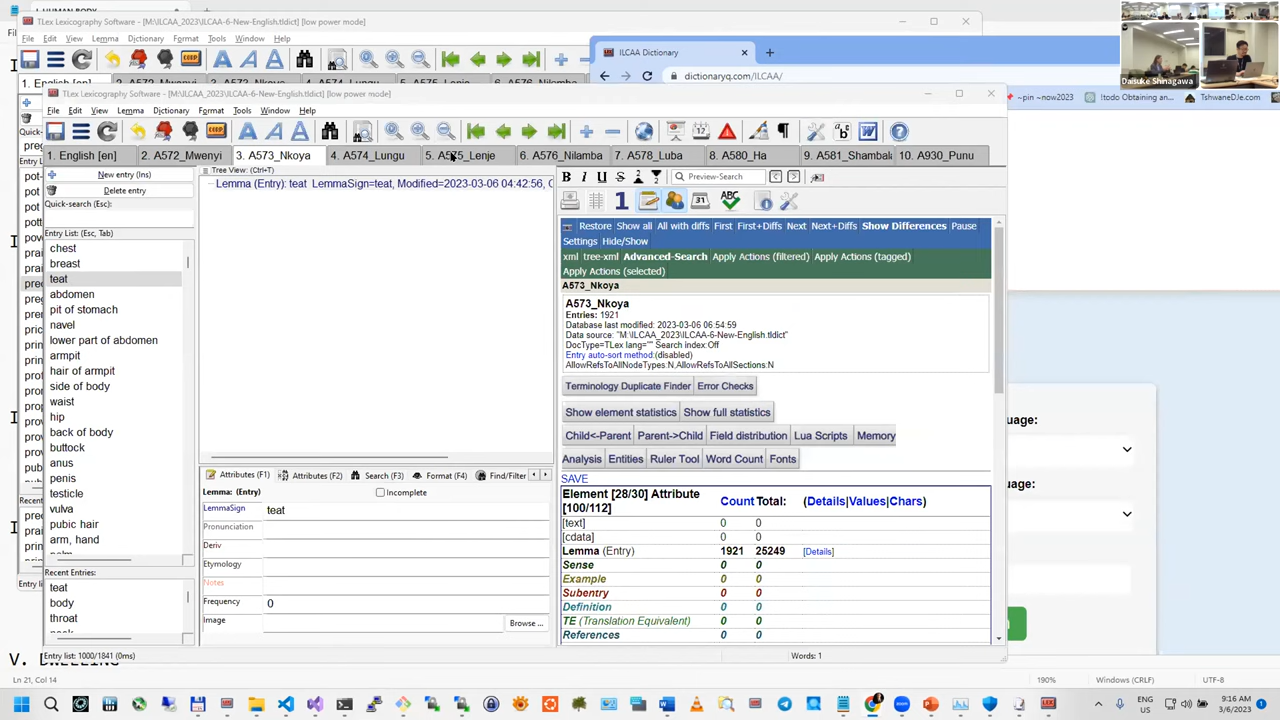 TLex Lexicography Software - [M:\ILCAA_2023\ILCAA-6-New-English.tldict] [low power mode]
File Edit View Lemma Dictionary Format Tools Window Help
ILCAA Dictionary
dictionaryq.com/ILCAA/
Daisuke Shinagawa
~pin ~now2023 !todo Obtaining an... TshwaneDJe.com
TLex Lexicography Software - [M:\ILCAA_2023\ILCAA-6-New-English.tldict] [low power mode]
File Edit View Lemma Dictionary Format Tools Window Help
1. English [en] 2. A572_Mwenyi 3. A573_Nkoya 4. A574_Lungu 5. A575_Lenje 6. A576_Nilamba 7. A578_Luba 8. A580_Ha 9. A581_Shambala 10. A930_Punu
New entry (Ins)
Delete entry
Quick-search (Esc):
Entry List: (Esc, Tab)
chest
breast
teat
abdomen
pit of stomach
navel
lower part of abdomen
armpit
hair of armpit
side of body
waist
hip
back of body
buttock
anus
penis
testicle
vulva
pubic hair
arm, hand
palm
Recent Entries:
teat
body
throat
neck
Entry list: 1000/1841 (0ms)
Tree View: (Ctrl+T)
Lemma (Entry): teat LemmaSign=teat, Modified=2023-03-06 04:42:56, C
Attributes (F1) Attributes (F2) Search (F3) Format (F4) Find/Filter
Lemma: (Entry) Incomplete
LemmaSign teat
Pronunciation
Deriv
Etymology
Notes
Frequency 0
Image Browse ...
B I U S Preview-Search
Restore Show all All with diffs First First+Diffs Next Next+Diffs Show Differences Pause
Settings Hide/Show
xml tree-xml Advanced-Search Apply Actions (filtered) Apply Actions (tagged)
Apply Actions (selected)
A573_Nkoya
A573_Nkoya
Entries: 1921
Database last modified: 2023-03-06 06:54:59
Data source: "M:\ILCAA_2023\ILCAA-6-New-English.tldict"
DocType=TLex lang="" Search index:Off
Entry auto-sort method:(disabled)
AllowRefsToAllNodeTypes:N,AllowRefsToAllSections:N
Terminology Duplicate Finder Error Checks
Show element statistics Show full statistics
Child<-Parent Parent->Child Field distribution Lua Scripts Memory
Analysis Entities Ruler Tool Word Count Fonts
SAVE
Element [28/30] Attribute [100/112] Count Total: (Details|Values|Chars)
[text] 0 0
[cdata] 0 0
Lemma (Entry) 1921 25249 [Details]
Sense 0 0
Example 0 0
Subentry 0 0
Definition 0 0
TE (Translation Equivalent) 0 0
References 0 0
Words: 1
uage:
uage:
V. DWELLING
Ln 21, Col 14 190% Windows (CRLF) UTF-8
ENG
US
9:16 AM
3/6/2023